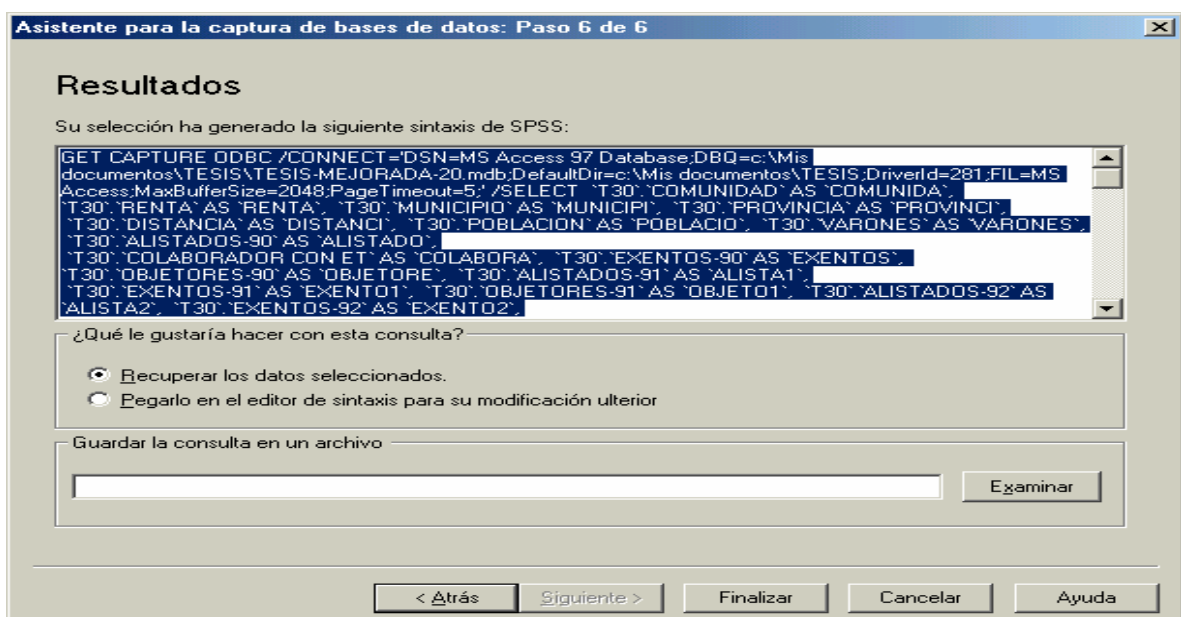 Asistente para la captura de bases de datos: Paso 6 de 6
Resultados
Su selección ha generado la siguiente sintaxis de SPSS:
GET CAPTURE ODBC /CONNECT='DSN=MS Access 97 Database;DBQ=c:\Mis
documentos\TESIS\TESIS-MEJORADA-20.mdb;DefaultDir=c:\Mis documentos\TESIS;DriverId=281;FIL=MS
Access;MaxBufferSize=2048;PageTimeout=5;' /SELECT `T30`.`COMUNIDAD` AS `COMUNIDA`,
`T30`.`RENTA` AS `RENTA`, `T30`.`MUNICIPIO` AS `MUNICIPI`, `T30`.`PROVINCIA` AS `PROVINCI`,
`T30`.`DISTANCIA` AS `DISTANCI`, `T30`.`POBLACION` AS `POBLACIO`, `T30`.`VARONES` AS `VARONES`,
`T30`.`ALISTADOS-90` AS `ALISTADO`,
`T30`.`COLABORADOR CON ET` AS `COLABORA`, `T30`.`EXENTOS-90` AS `EXENTOS`,
`T30`.`OBJETORES-90` AS `OBJETORE`, `T30`.`ALISTADOS-91` AS `ALISTA1`,
`T30`.`EXENTOS-91` AS `EXENTO1`, `T30`.`OBJETORES-91` AS `OBJETO1`, `T30`.`ALISTADOS-92` AS
`ALISTA2`, `T30`.`EXENTOS-92` AS `EXENTO2`,
¿Qué le gustaría hacer con esta consulta?
Recuperar los datos seleccionados.
Pegarlo en el editor de sintaxis para su modificación ulterior
Guardar la consulta en un archivo
Examinar
< Atrás
Siguiente >
Finalizar
Cancelar
Ayuda